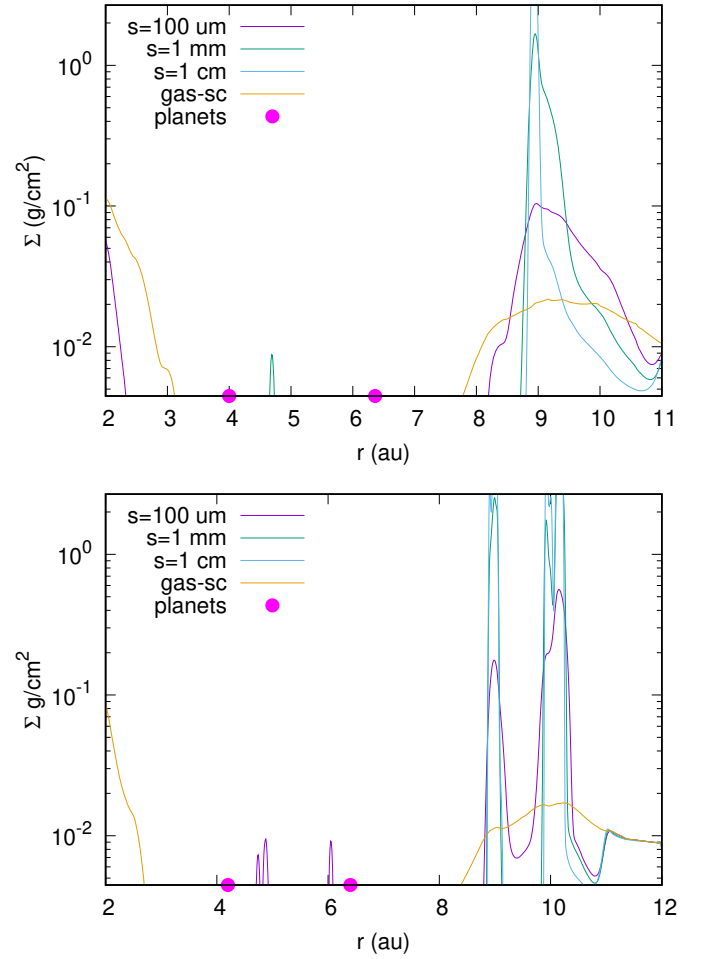 s=100 um
s=1 mm
s=1 cm
gas-sc
planets
10^0
10^-1
10^-2
Σ (g/cm^2)
2 3 4 5 6 7 8 9 10 11
r (au)
s=100 um
s=1 mm
s=1 cm
gas-sc
planets
10^0
10^-1
10^-2
Σ g/cm^2
2 4 6 8 10 12
r (au)